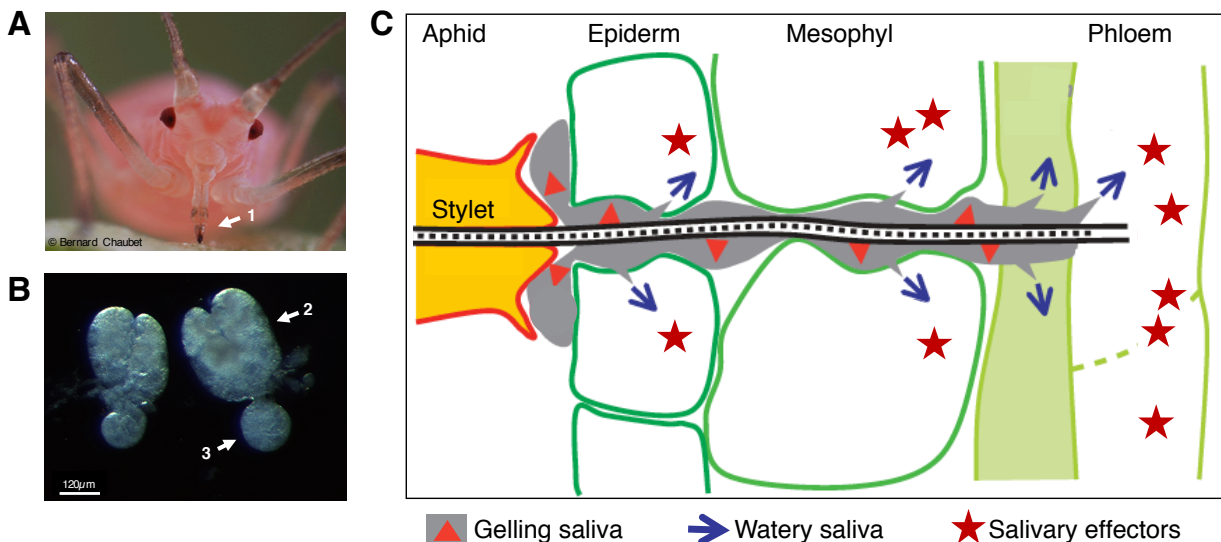 A
1
© Bernard Chaubet
B
2
3
120µm
C
Aphid Epiderm Mesophyl Phloem
Stylet
Gelling saliva Watery saliva Salivary effectors